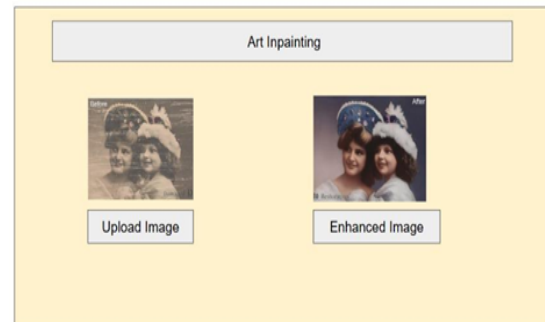 Art Inpainting
Before
After
Upload Image
Enhanced Image